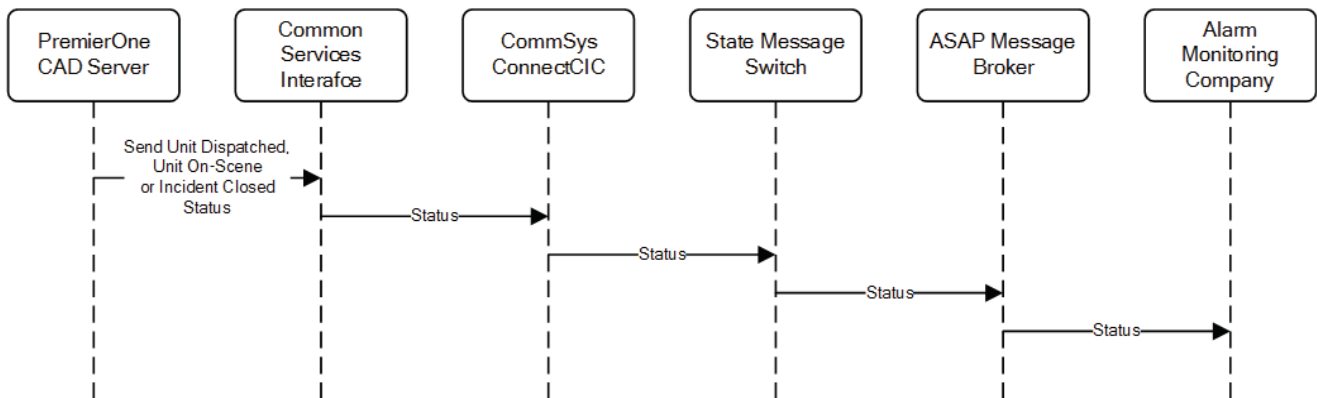 PremierOne
CAD Server
Common
Services
Interafce
CommSys
ConnectCIC
State Message
Switch
ASAP Message
Broker
Alarm
Monitoring
Company
Send Unit Dispatched,
Unit On-Scene
or Incident Closed
Status
Status
Status
Status
Status